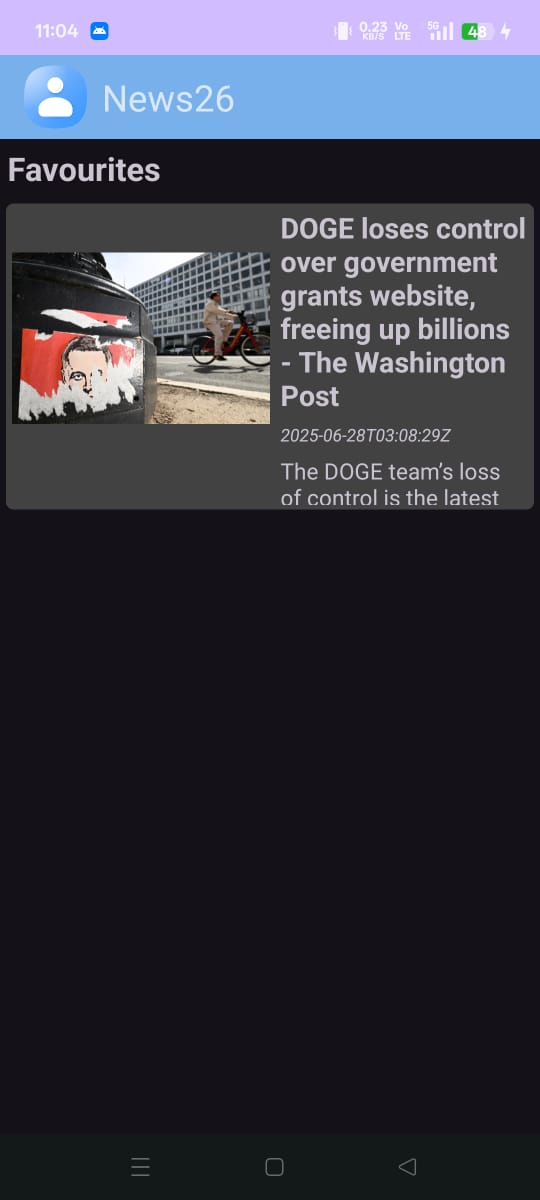 11:04
0.23
KB/S
Vo
LTE
5G
48
News26
Favourites
DOGE loses control
over government
grants website,
freeing up billions
- The Washington
Post
2025-06-28T03:08:29Z
The DOGE team’s loss
of control is the latest